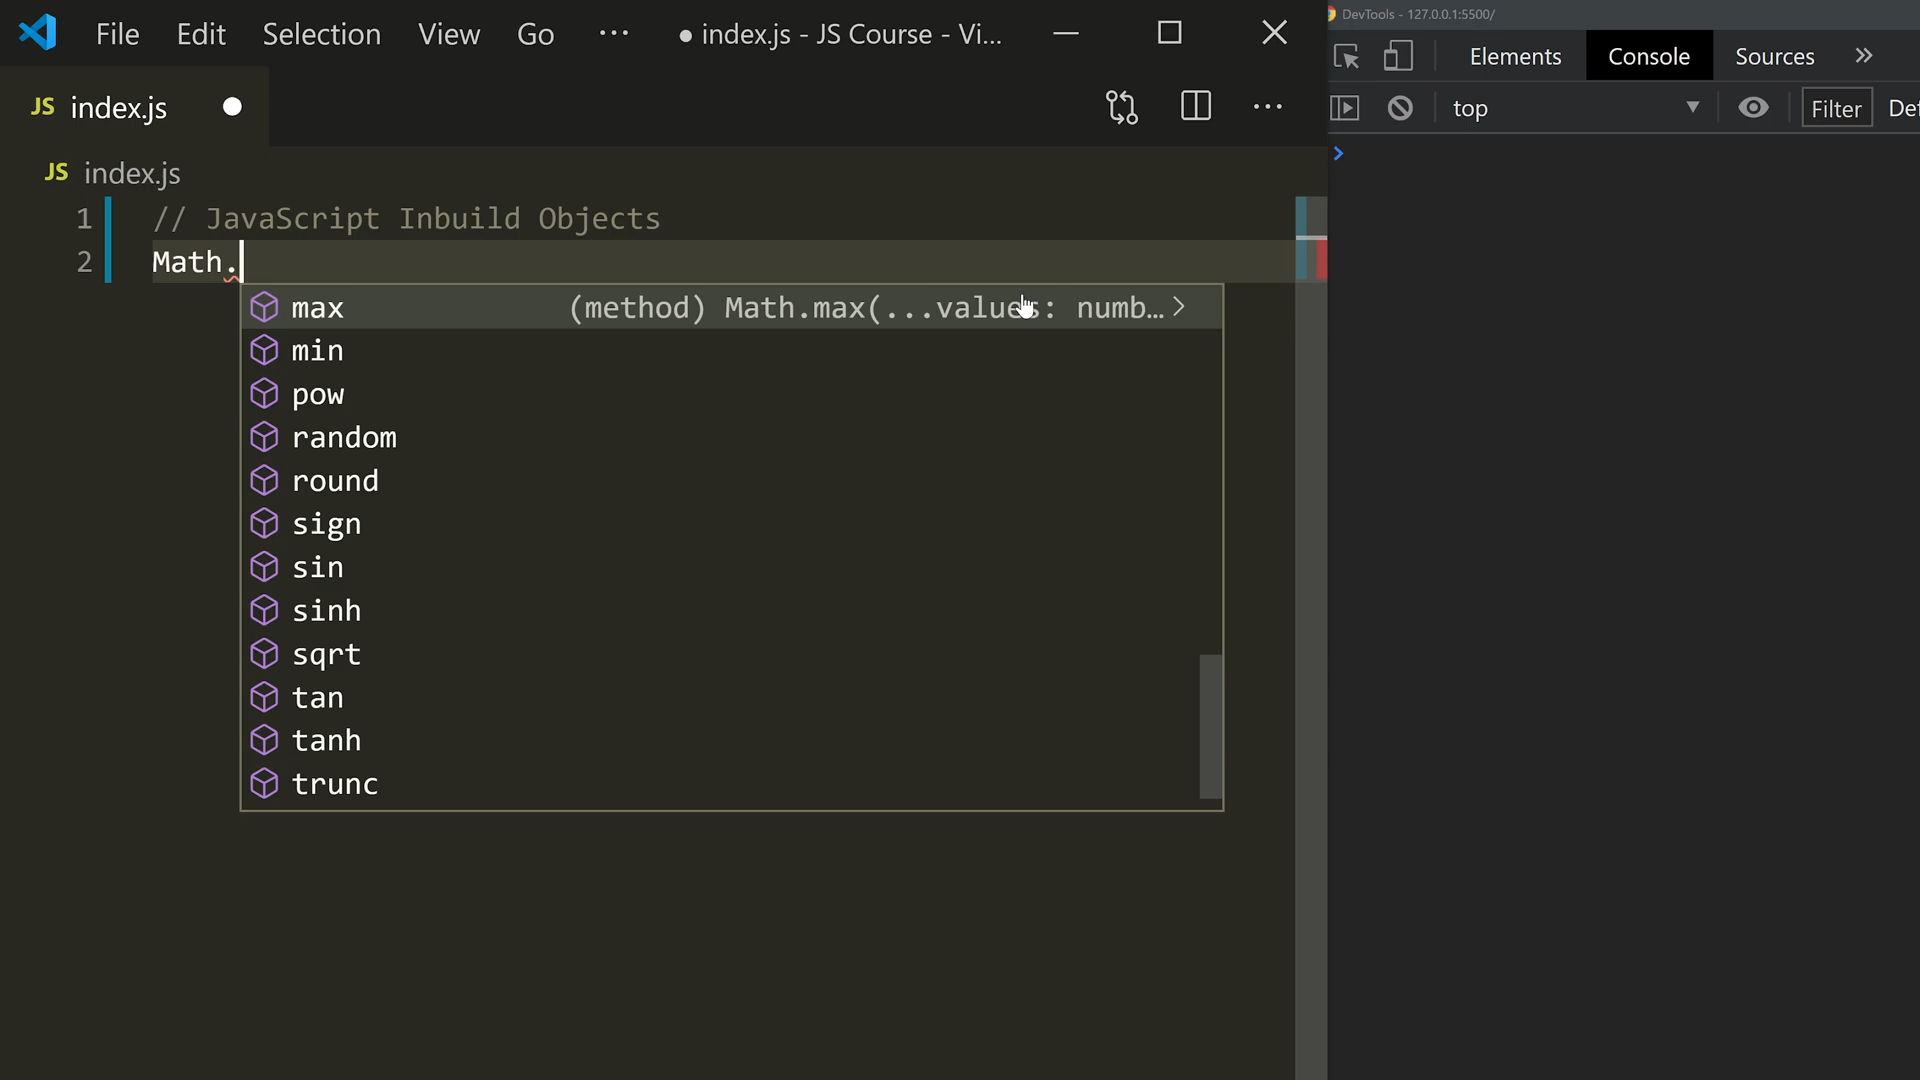 File Edit Selection View Go ··· ● index.js - JS Course - Vi...
JS index.js ●
JS index.js
1 // JavaScript Inbuild Objects
2 Math.
max (method) Math.max(...values: numb…
min
pow
random
round
sign
sin
sinh
sqrt
tan
tanh
trunc
DevTools - 127.0.0.1:5500/
Elements Console Sources »
top Filter Def